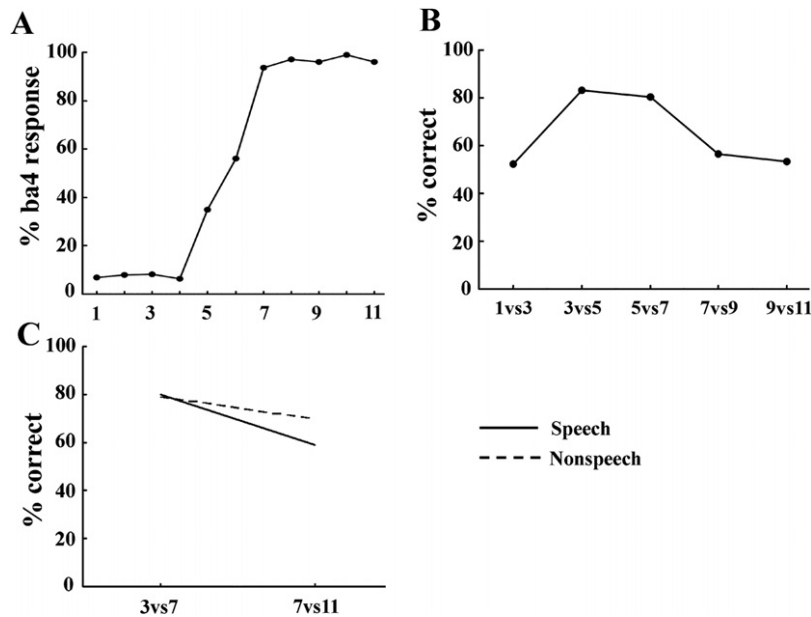 A
% ba4 response
100
80
60
40
20
0
1 3 5 7 9 11
B
% correct
100
80
60
40
20
0
1vs3 3vs5 5vs7 7vs9 9vs11
C
% correct
100
80
60
40
20
0
3vs7 7vs11
Speech
Nonspeech